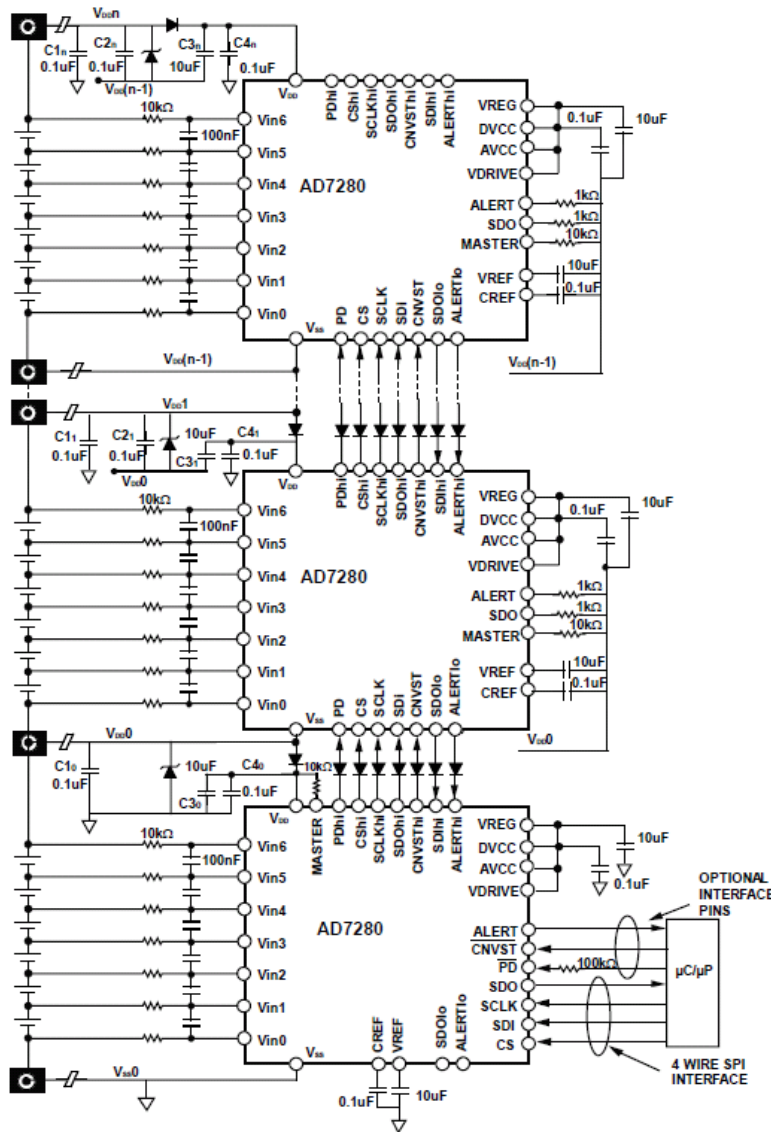 VDDn
C1n
0.1uF
C2n
0.1uF
C3n
10uF
C4n
0.1uF
VDD(n-1)
VDD
PDhi
CShi
SCLKhi
SDOhi
CNVSThi
SDIhi
ALERThi
10kΩ
100nF
Vin6
Vin5
Vin4
Vin3
Vin2
Vin1
Vin0
AD7280
VREG
DVCC
AVCC
VDRIVE
ALERT
SDO
MASTER
VREF
CREF
0.1uF
10uF
1kΩ
1kΩ
10kΩ
10uF
0.1uF
VSS
PD
CS
SCLK
SDi
CNVST
SDOlo
ALERTlo
VDD(n-1)
VDD(n-1)
VDD1
C11
0.1uF
C21
0.1uF
10uF
C31
C41
0.1uF
VDD0
VDD
PDhi
CShi
SCLKhi
SDOhi
CNVSThi
SDIhi
ALERThi
10kΩ
100nF
Vin6
Vin5
Vin4
Vin3
Vin2
Vin1
Vin0
AD7280
VREG
DVCC
AVCC
VDRIVE
ALERT
SDO
MASTER
VREF
CREF
0.1uF
10uF
1kΩ
1kΩ
10kΩ
10uF
0.1uF
VSS
PD
CS
SCLK
SDi
CNVST
SDOlo
ALERTlo
VDD0
VDD0
C10
0.1uF
10uF
C30
C40
0.1uF
10kΩ
VDD
MASTER
PDhi
CShi
SCLKhi
SDOhi
CNVSThi
SDIhi
ALERThi
10kΩ
100nF
Vin6
Vin5
Vin4
Vin3
Vin2
Vin1
Vin0
AD7280
VREG
DVCC
AVCC
VDRIVE
10uF
0.1uF
ALERT
CNVST
PD
SDO
SCLK
SDI
CS
100kΩ
OPTIONAL
INTERFACE
PINS
µC/µP
4 WIRE SPI
INTERFACE
VSS
CREF
VREF
SDOlo
ALERTlo
VSS0
0.1uF
10uF